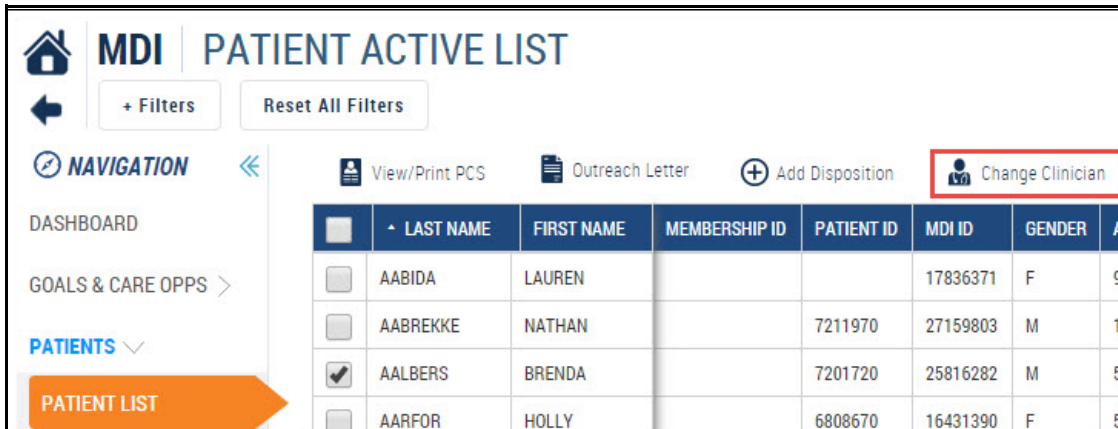 MDI PATIENT ACTIVE LIST
+ Filters Reset All Filters
NAVIGATION
View/Print PCS Outreach Letter Add Disposition Change Clinician
DASHBOARD
GOALS & CARE OPPS
PATIENTS
PATIENT LIST
LAST NAME FIRST NAME MEMBERSHIP ID PATIENT ID MDI ID GENDER
AABIDA LAUREN 17836371 F
AABREKKE NATHAN 7211970 27159803 M
AALBERS BRENDA 7201720 25816282 M
AARFOR HOLLY 6808670 16431390 F